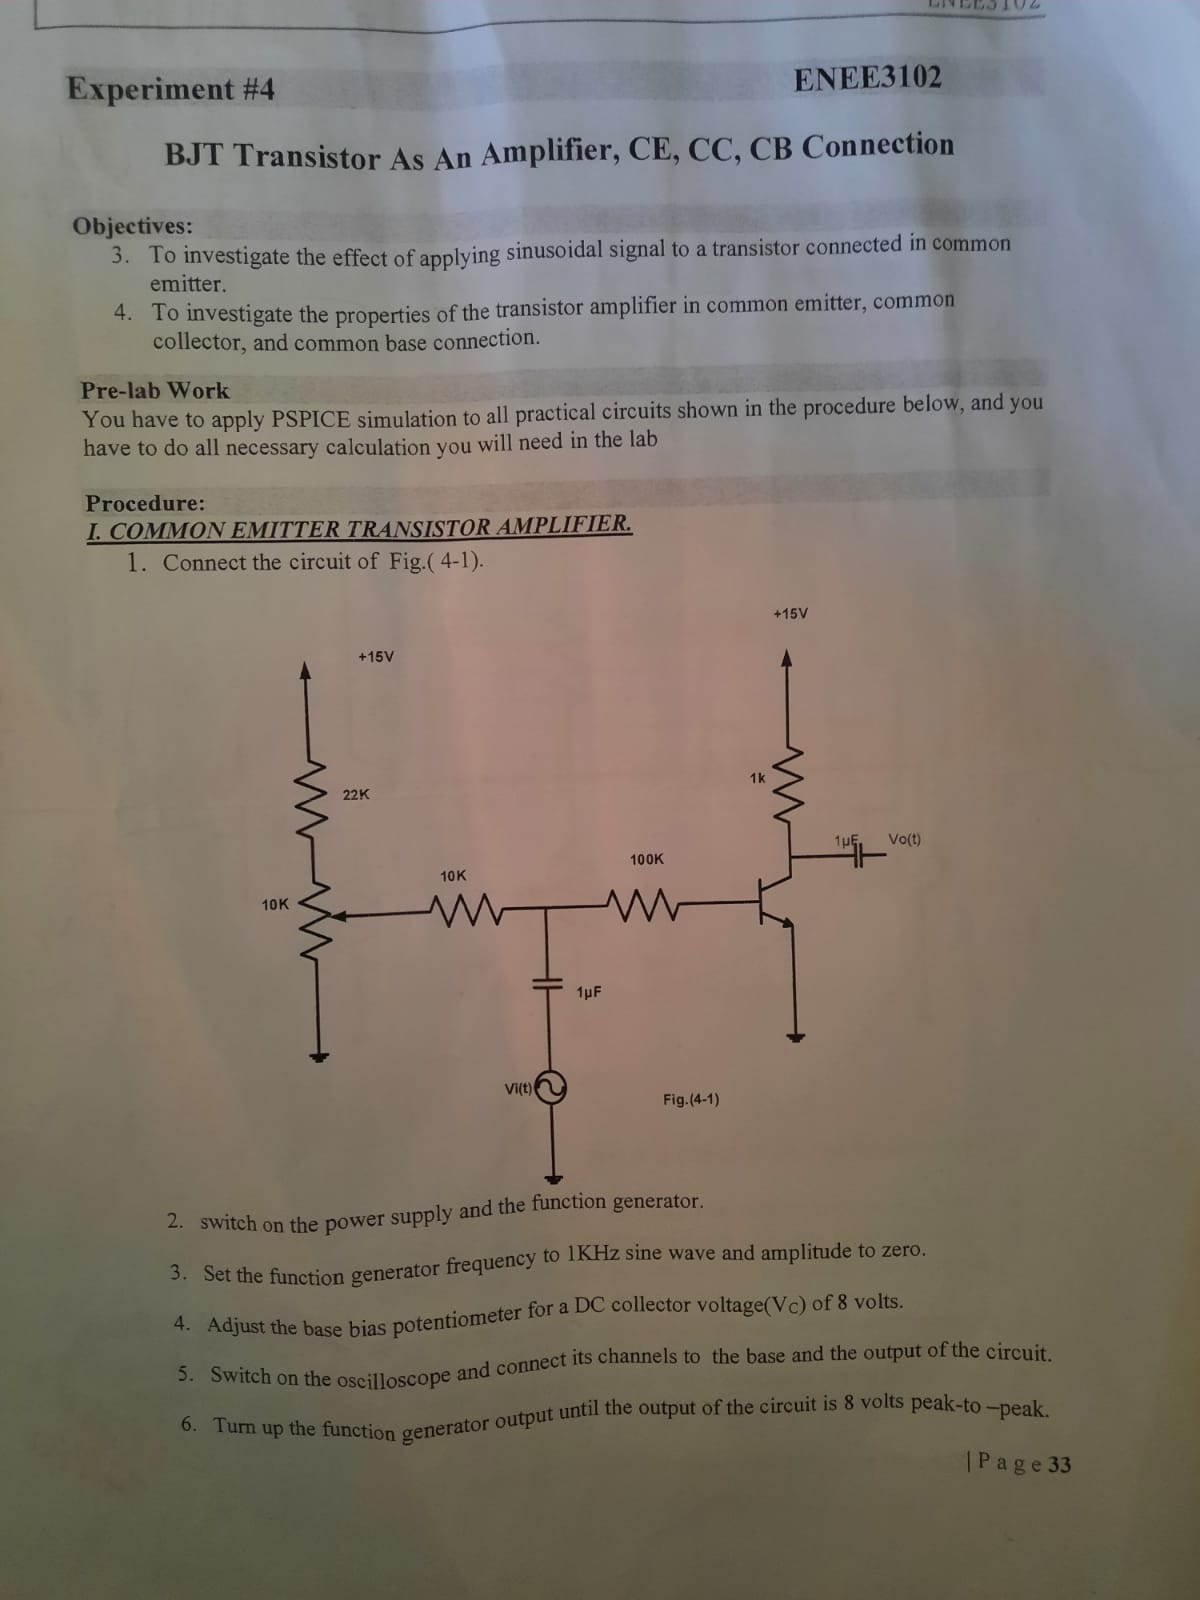 ENEE3102
Experiment #4
ENEE3102
BJT Transistor As An Amplifier, CE, CC, CB Connection
Objectives:
3. To investigate the effect of applying sinusoidal signal to a transistor connected in common
emitter.
4. To investigate the properties of the transistor amplifier in common emitter, common
collector, and common base connection.
Pre-lab Work
You have to apply PSPICE simulation to all practical circuits shown in the procedure below, and you
have to do all necessary calculation you will need in the lab
Procedure:
I. COMMON EMITTER TRANSISTOR AMPLIFIER.
1. Connect the circuit of Fig.( 4-1).
+15V
+15V
1k
22K
1µF
Vo(t)
100K
10K
10K
1µF
Vi(t)
Fig.(4-1)
2. switch on the power supply and the function generator.
3. Set the function generator frequency to 1KHz sine wave and amplitude to zero.
4. Adjust the base bias potentiometer for a DC collector voltage(Vc) of 8 volts.
5. Switch on the oscilloscope and connect its channels to the base and the output of the circuit.
6. Turn up the function generator output until the output of the circuit is 8 volts peak-to –peak.
| P a g e 33